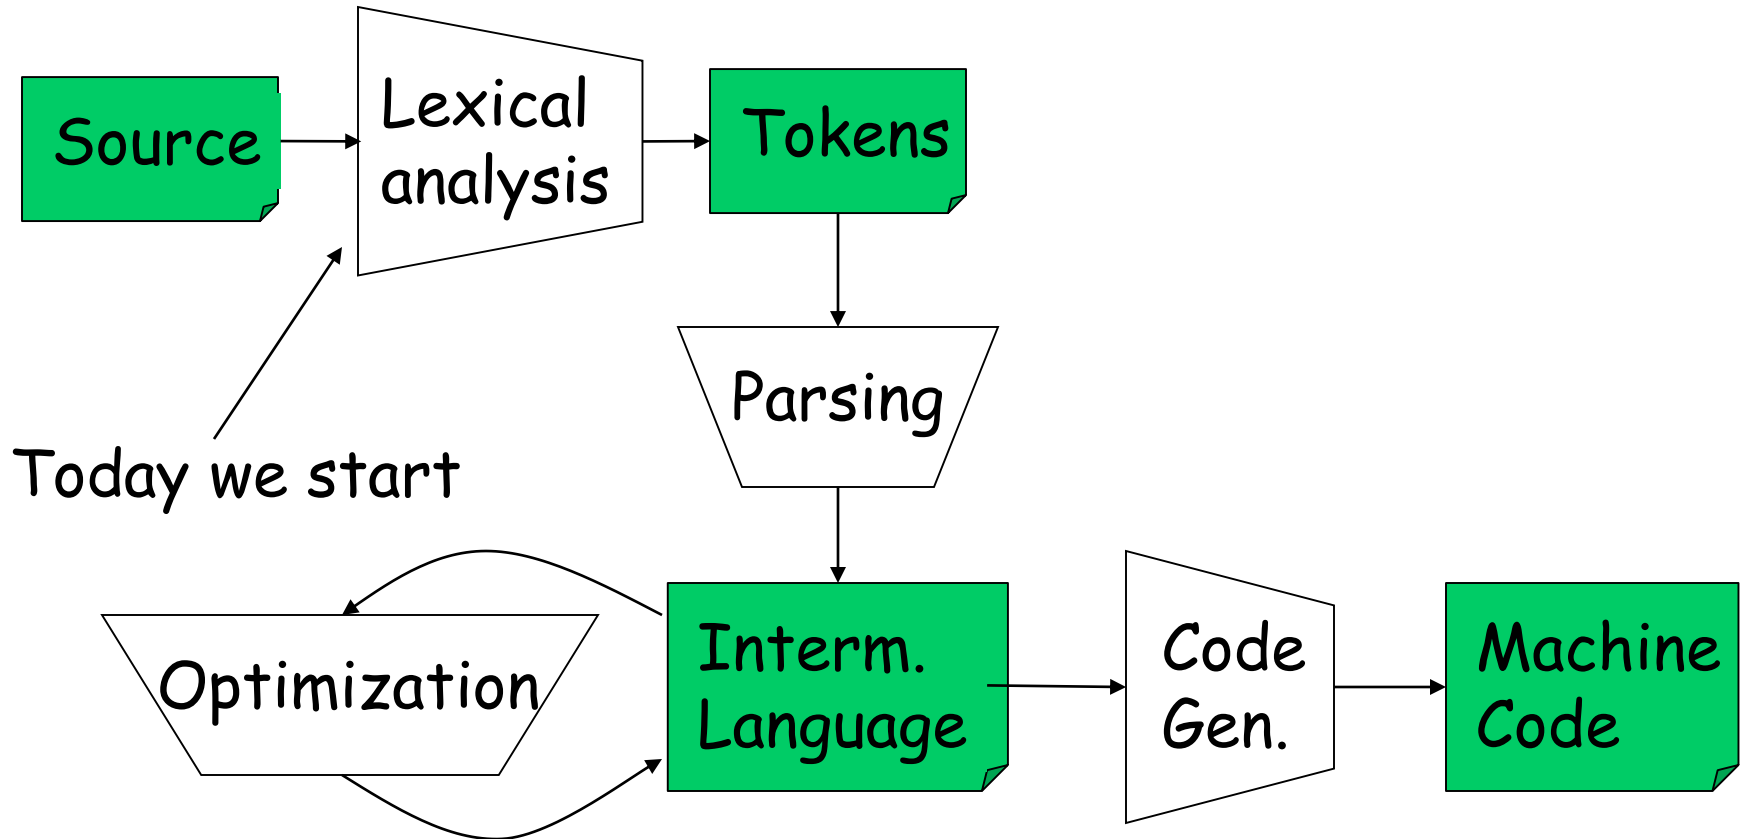 Source
Lexical
analysis
Tokens
Parsing
Today we start
Optimization
Interm.
Language
Code
Gen.
Machine
Code